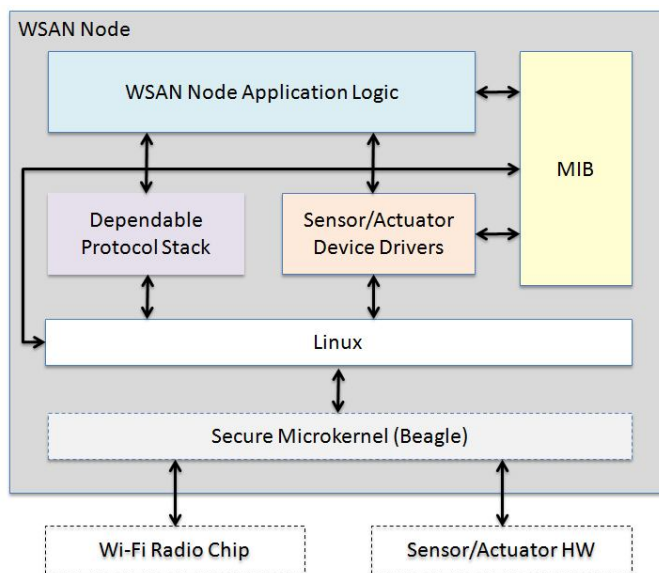 WSAN Node
WSAN Node Application Logic
MIB
Dependable
Protocol Stack
Sensor/Actuator
Device Drivers
Linux
Secure Microkernel (Beagle)
Wi-Fi Radio Chip
Sensor/Actuator HW